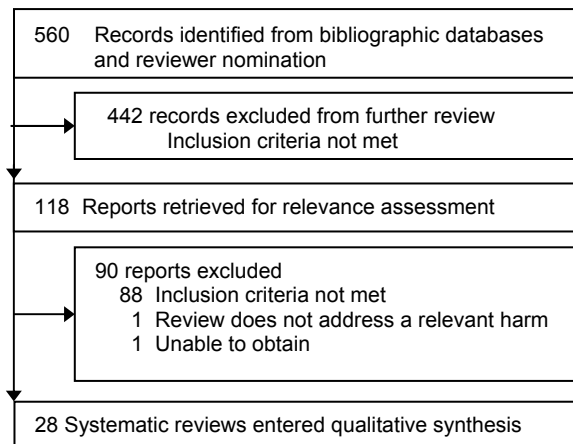 560 Records identified from bibliographic databases
and reviewer nomination
442 records excluded from further review
Inclusion criteria not met
118 Reports retrieved for relevance assessment
90 reports excluded
88 Inclusion criteria not met
1 Review does not address a relevant harm
1 Unable to obtain
28 Systematic reviews entered qualitative synthesis